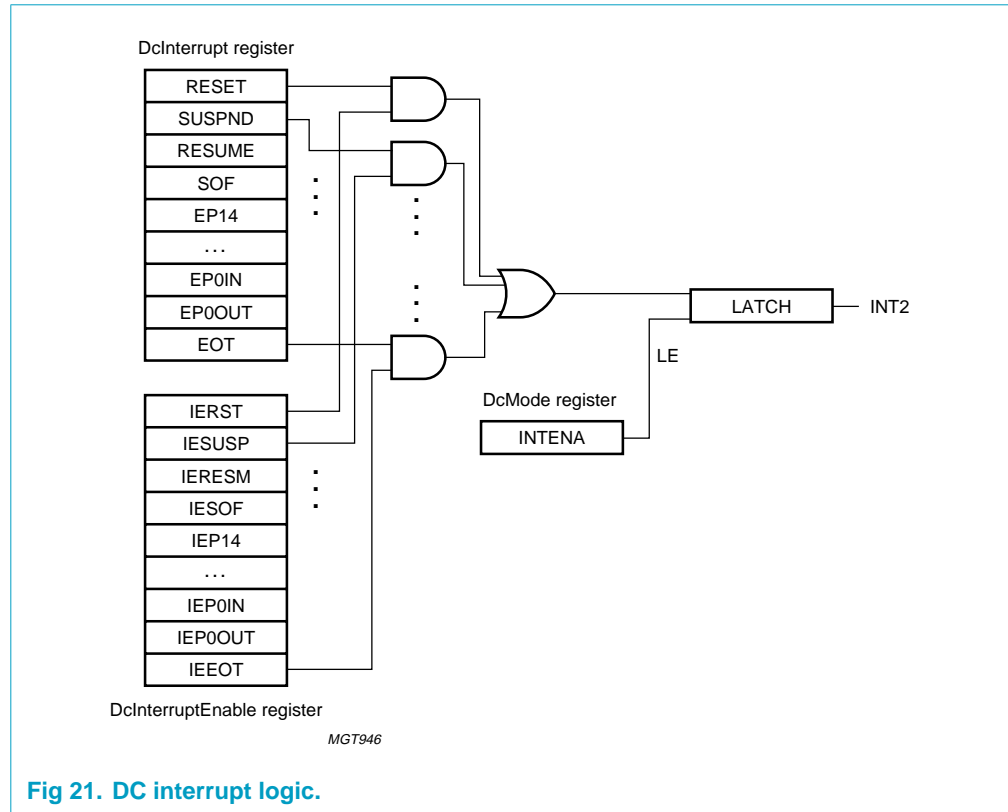 DcInterrupt register
RESET
SUSPND
RESUME
SOF
EP14
...
EP0IN
EP0OUT
EOT
IERST
IESUSP
IERESM
IESOF
IEP14
...
IEP0IN
IEP0OUT
IEEOT
DcInterruptEnable register
LATCH
INT2
LE
DcMode register
INTENA
MGT946
Fig 21. DC interrupt logic.